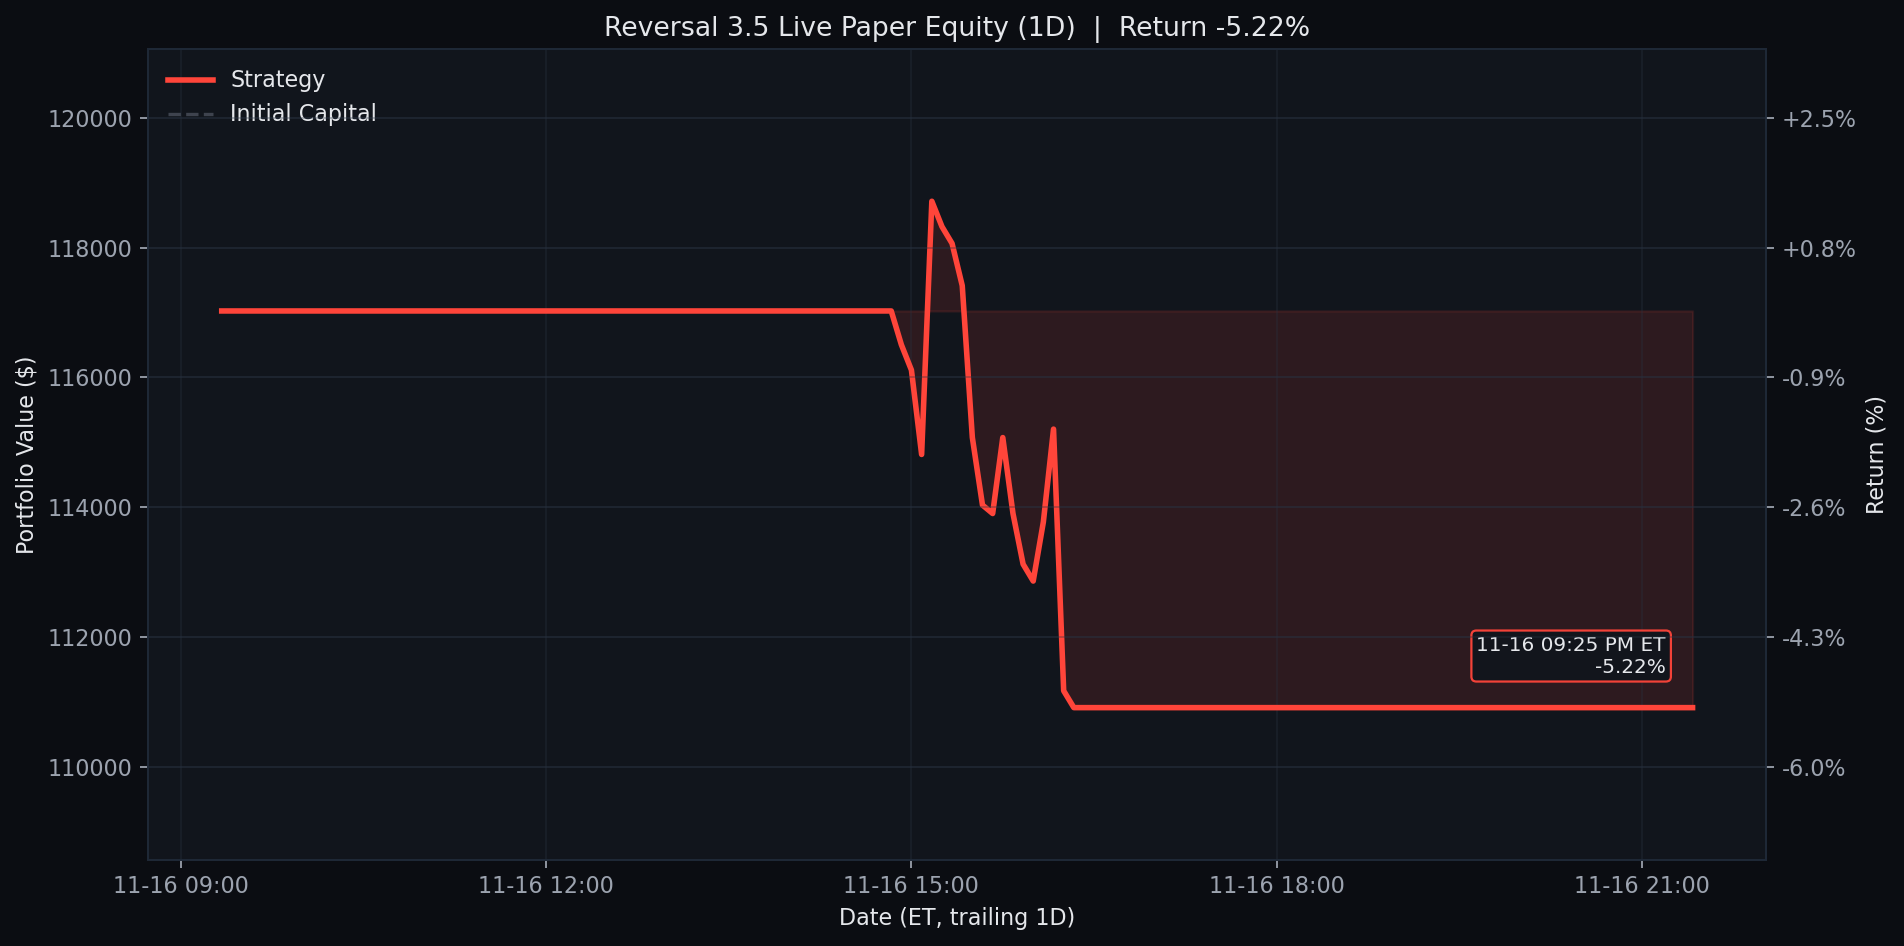 Reversal 3.5 Live Paper Equity (1D)  |  Return -5.22%
Strategy
Initial Capital
120000
118000
116000
114000
112000
110000
Portfolio Value ($)
+2.5%
+0.8%
-0.9%
-2.6%
-4.3%
-6.0%
Return (%)
11-16 09:25 PM ET
-5.22%
11-16 09:00
11-16 12:00
11-16 15:00
11-16 18:00
11-16 21:00
Date (ET, trailing 1D)